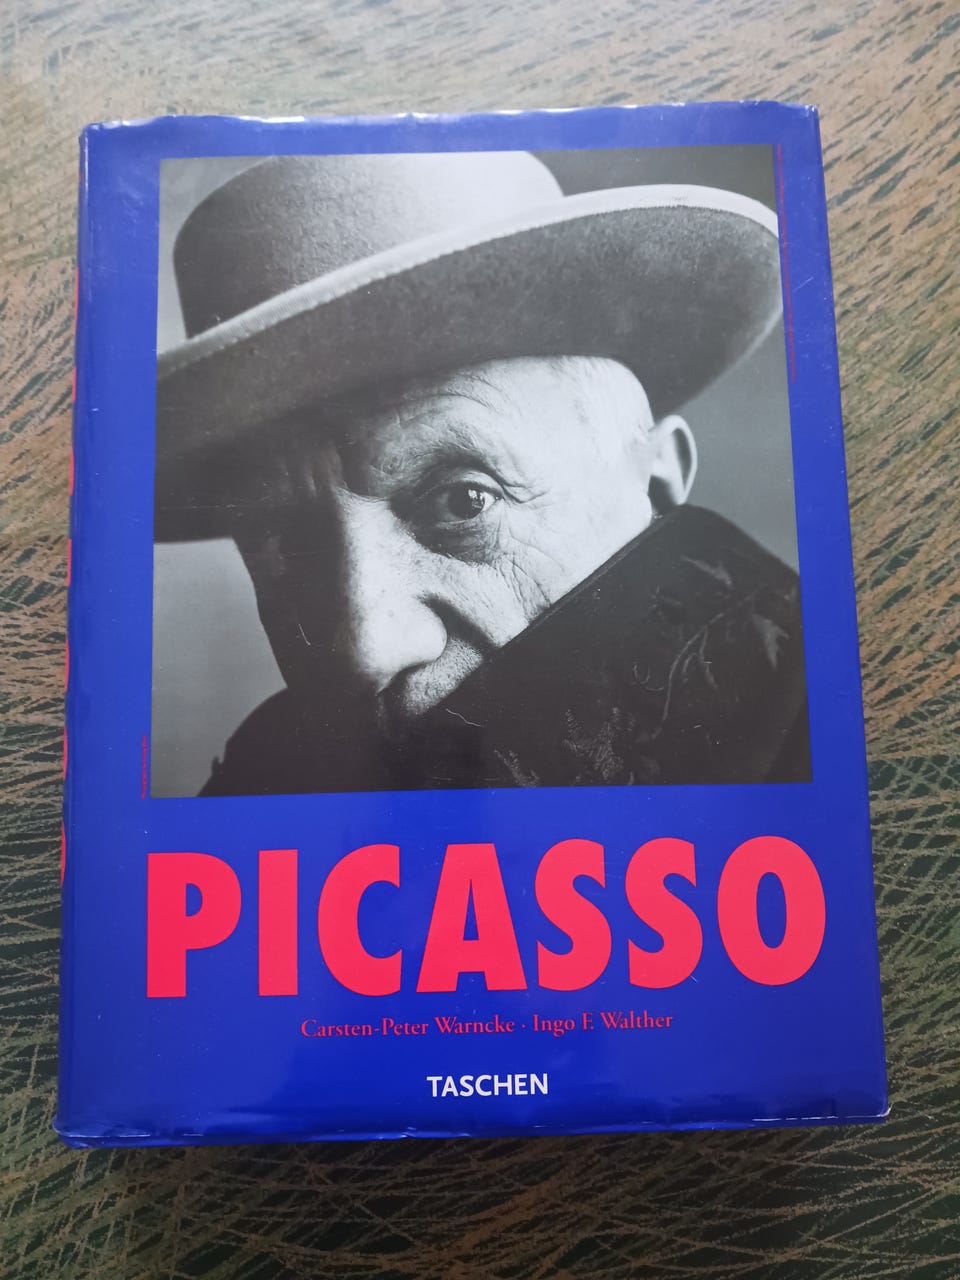 PICASSO
Carsten-Peter Warncke · Ingo F. Walther
TASCHEN